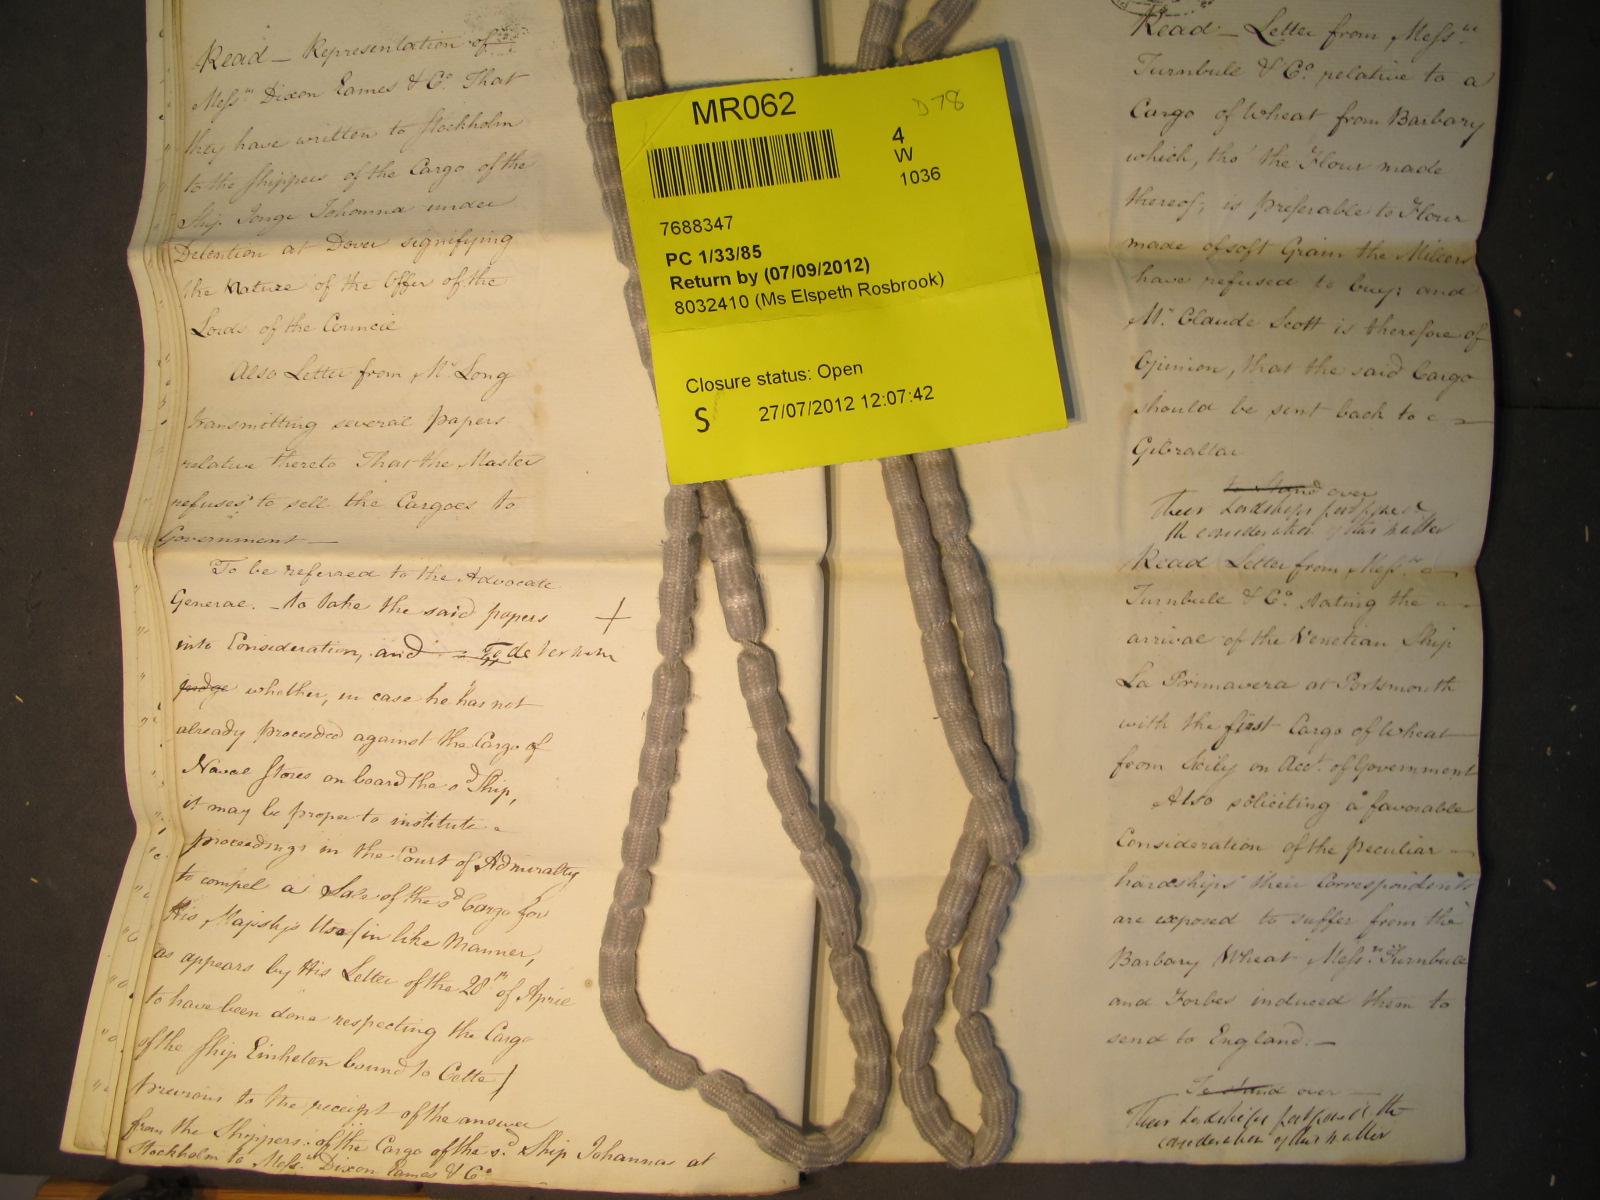 Read – Representation of
Mess.rs Dixon Eames & Co. That
they have written to Stockholm
to the Shippers of the Cargo of the
Ship Jonge Johanna under
Detention at Dover signifying
the Nature of the Offer of the
Lords of the Council
Also Letter from Mr Long
transmitting several papers
relative thereto That the Master
refuses to sell the Cargoes to
Government –
To be referred to the Advocate
General. – to take the said papers
into Consideration, and To determine
judge whether, in case he has not
already proceeded against the Cargo of
Naval Stores on board the sd Ship,
it may be proper to institute
proceedings in the Court of Admiralty
to compel a Sale of the sd Cargo for
His Majestys Use (in like Manner,
as appears by His Letter of the 28th of April
to have been done respecting the Cargo
of the Ship Einheten bound to Cette)
previous to the receipt of the answer
from the Shippers of the Cargo of the sd Ship Johannas at
Stockholm to Messrs Dixon Eames & Co.
MR062
D78
4
W
1036
7688347
PC 1/33/85
Return by (07/09/2012)
8032410 (Ms Elspeth Rosbrook)
Closure status: Open
S 27/07/2012 12:07:42
Read – Letter from Messrs
Turnbull & Co. relative to a
Cargo of Wheat from Barbary
which, tho' the Flour made
thereof, is preferable to Flour
made of soft Grain the Millers
have refused to buy; and
Mr Claude Scott is therefore of
Opinion, that the said Cargo
should be sent back to
Gibraltar
to stand over
Their Lordships postponed
the consideration of this matter
Read Letter from Messrs
Turnbull & Co. stating the
arrival of the Venetian Ship
La Primavera at Portsmouth
with the first Cargo of Wheat
from Sicily on Acct. of Government
Also soliciting a favorable
Consideration of the peculiar
hardships their Correspondents
are exposed to suffer from the
Barbary Wheat Messrs Turnbull
and Forbes induced them to
send to England. –
To stand over –
Their Lordships postponed the
consideration of this matter